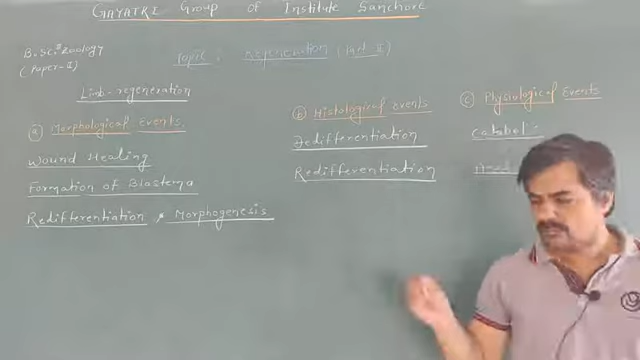 GAYATRI Group of Institute Sanchore
B.Sc. II Zoology
(Paper-II)
Topic: Regeneration (Part II)
Limb-regeneration
(a) Morphological Events
Wound Healing
Formation of Blastema
Redifferentiation & Morphogenesis
(b) Histological Events
Dedifferentiation
Redifferentiation
(c) Physiological Events